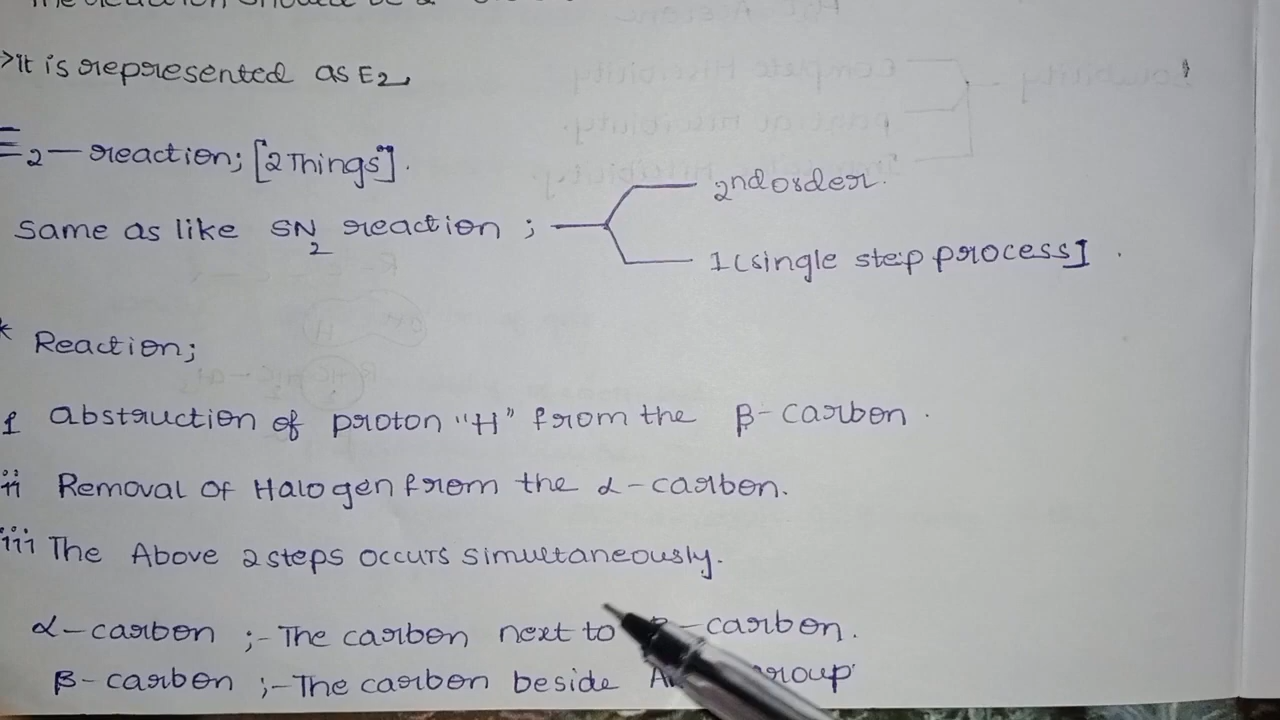 >it is represented as E2
E2 — reaction; ["2 Things"].
Same as like SN2 reaction ; 2nd order.
1 (single step process] .
* Reaction;
i abstruction of proton "H" from the β- carbon .
ii Removal of Halogen from the α-carbon.
iii The Above 2 steps occurs simultaneously.
α-carbon ;- The carbon next to β-carbon.
β- carbon ;- The carbon beside group